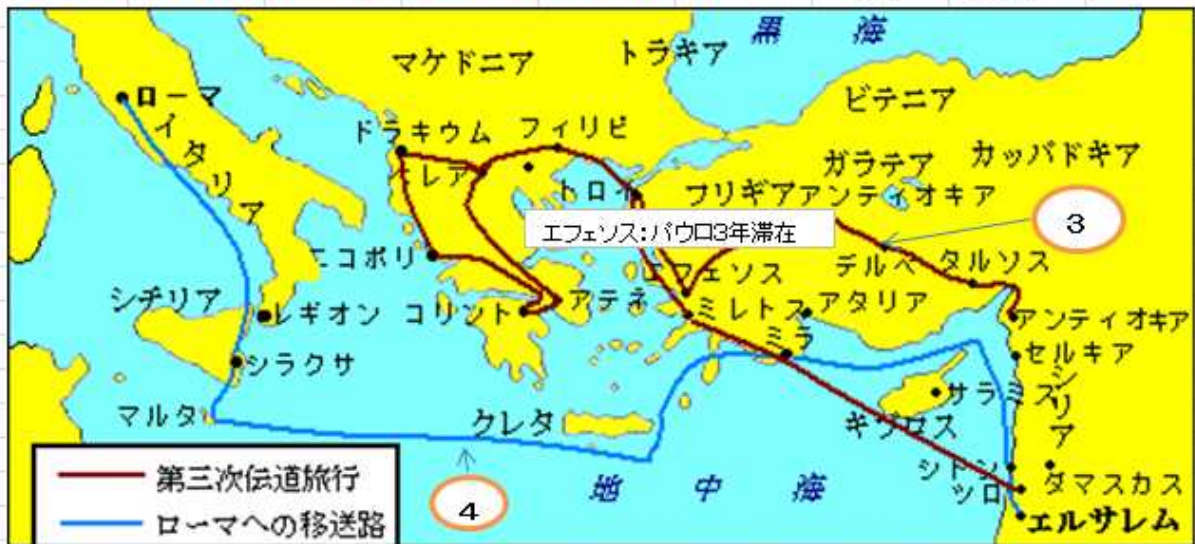 黒海
トラキア
マケドニア
ビテニア
ローマ
ドラキウム
フィリピ
ガラテア
カッパドキア
イタリア
ベレア
トロイ
フリギア
アンティオキア
3
エフェソス:パウロ3年滞在
ニコポリ
エフェソス
デルベ
タルソス
シチリア
レギオン
コリント
アテネ
ミレトス
アタリア
アンティオキア
ミラ
セルキア
シラクサ
サラミス
シリア
マルタ
クレタ
キプロス
シドン
ツロ
ダマスカス
地中海
4
エルサレム
第三次伝道旅行
ローマへの移送路